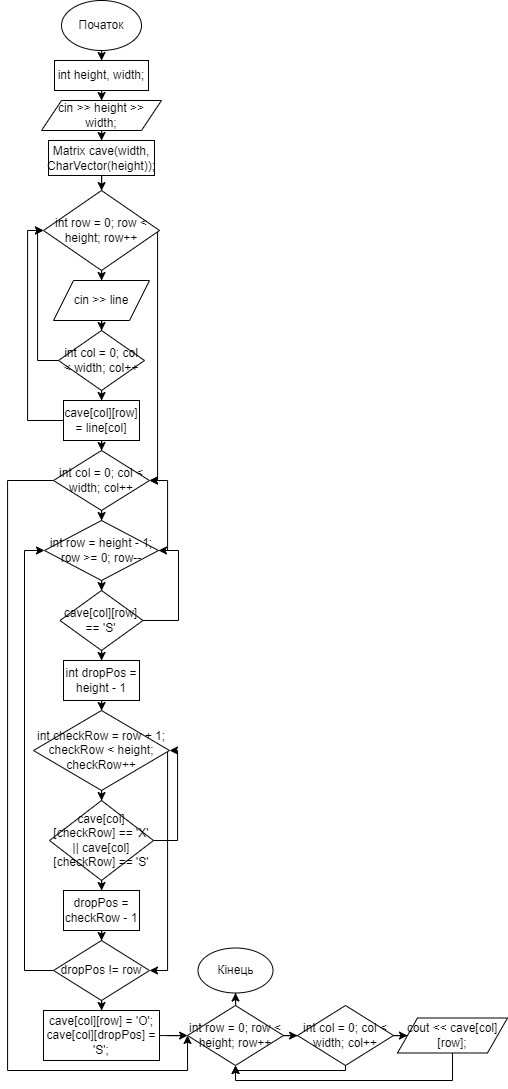 Початок
int height, width;
cin >> height >>
width;
Matrix cave(width,
CharVector(height));
int row = 0; row <
height; row++
cin >> line
int col = 0; col
< width; col++
cave[col][row]
= line[col]
int col = 0; col <
width; col++
int row = height - 1;
row >= 0; row--
cave[col][row]
== 'S'
int dropPos =
height - 1
int checkRow = row + 1;
checkRow < height;
checkRow++
cave[col]
[checkRow] == 'X'
|| cave[col]
[checkRow] == 'S'
dropPos =
checkRow - 1
dropPos != row
cave[col][row] = 'O';
cave[col][dropPos] =
'S';
Кінець
int row = 0; row <
height; row++
int col = 0; col <
width; col++
cout << cave[col]
[row];